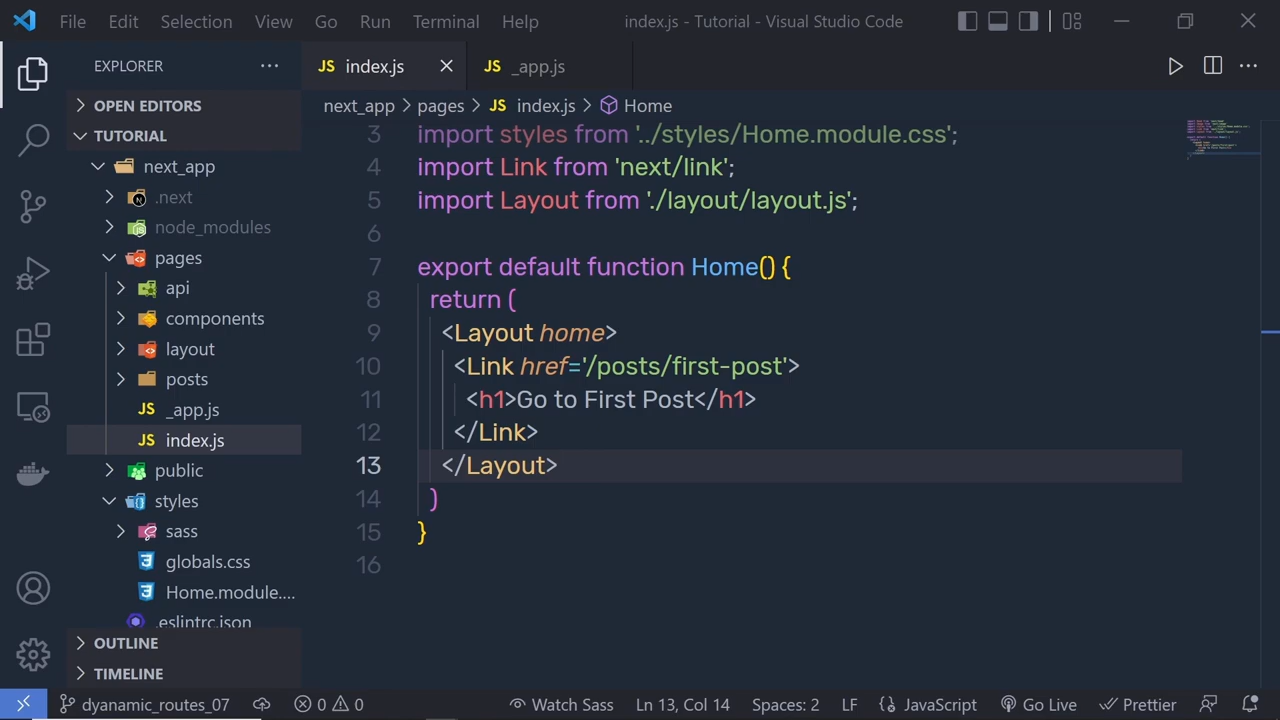 File Edit Selection View Go Run Terminal Help index.js - Tutorial - Visual Studio Code
EXPLORER
JS index.js JS _app.js
OPEN EDITORS
next_app > pages > JS index.js > Home
TUTORIAL
next_app
.next
node_modules
pages
api
components
layout
posts
JS _app.js
JS index.js
public
styles
sass
globals.css
Home.module....
.eslintrc.json
OUTLINE
TIMELINE
3 import styles from '../styles/Home.module.css';
4 import Link from 'next/link';
5 import Layout from './layout/layout.js';
6
7 export default function Home() {
8 return (
9 <Layout home>
10 <Link href='/posts/first-post'>
11 <h1>Go to First Post</h1>
12 </Link>
13 </Layout>
14 )
15 }
16
dyanamic_routes_07 0 0 Watch Sass Ln 13, Col 14 Spaces: 2 LF JavaScript Go Live Prettier